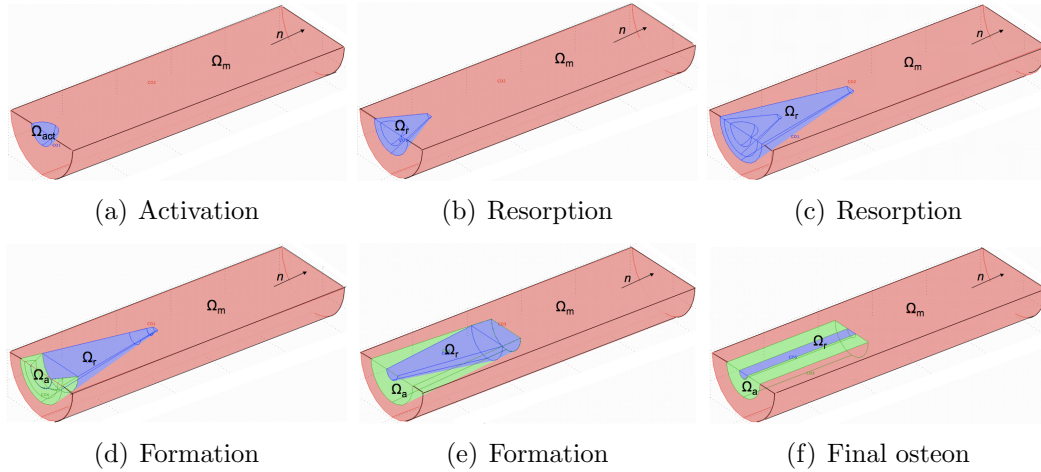 n
Ωm
Ωact
(a) Activation
n
Ωm
Ωr
(b) Resorption
n
Ωm
Ωr
(c) Resorption
n
Ωm
Ωr
Ωa
(d) Formation
n
Ωm
Ωr
Ωa
(e) Formation
n
Ωm
Ωr
Ωa
(f) Final osteon